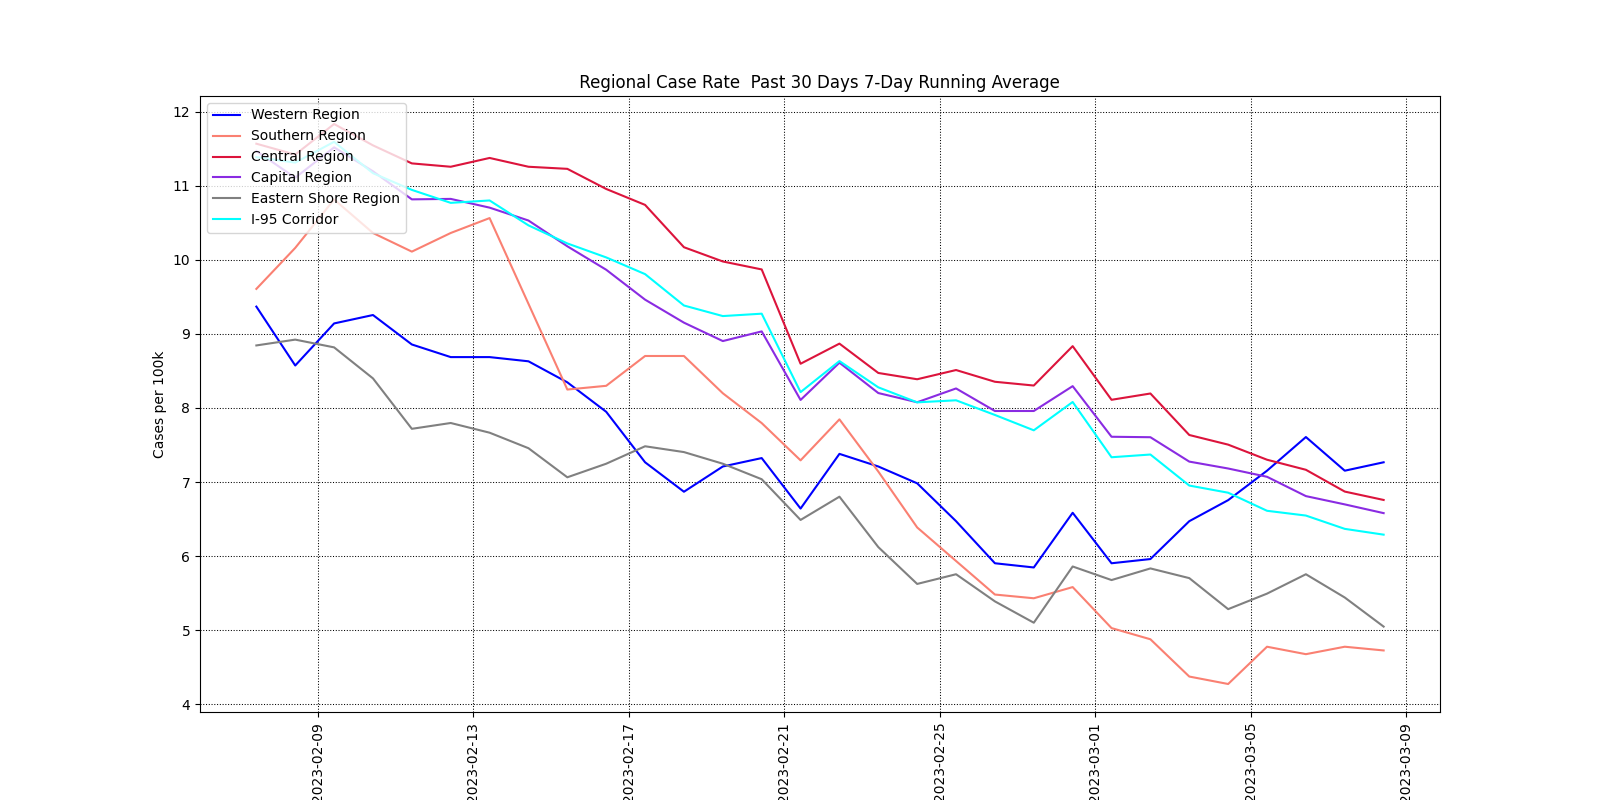 Regional Case Rate  Past 30 Days 7-Day Running Average
Cases per 100k
12
11
10
9
8
7
6
5
4
Western Region
Southern Region
Central Region
Capital Region
Eastern Shore Region
I-95 Corridor
2023-02-09
2023-02-13
2023-02-17
2023-02-21
2023-02-25
2023-03-01
2023-03-05
2023-03-09